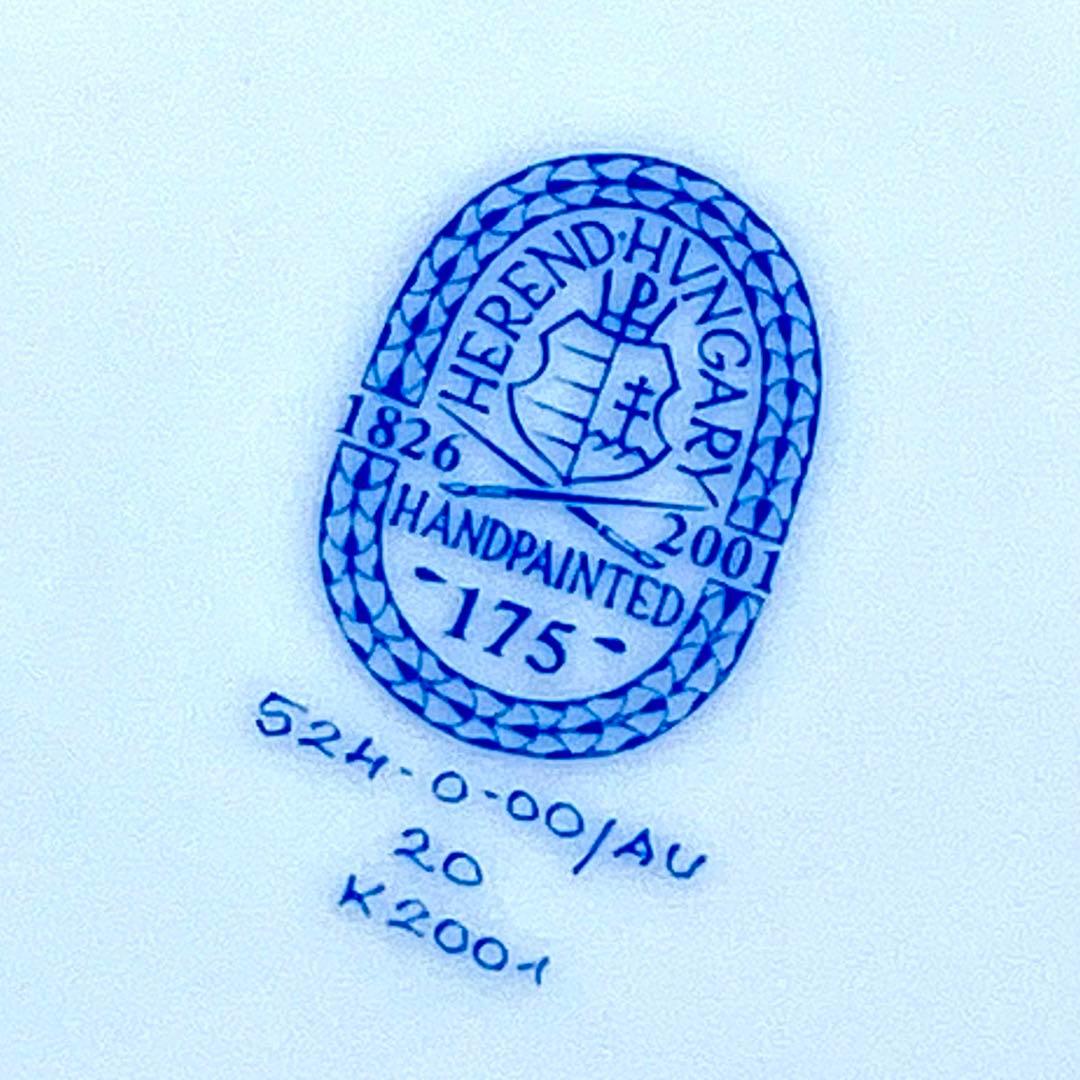 HEREND·HUNGARY
1826 2001
HANDPAINTED
- 175 -
524-0-00/AU
20
K2001